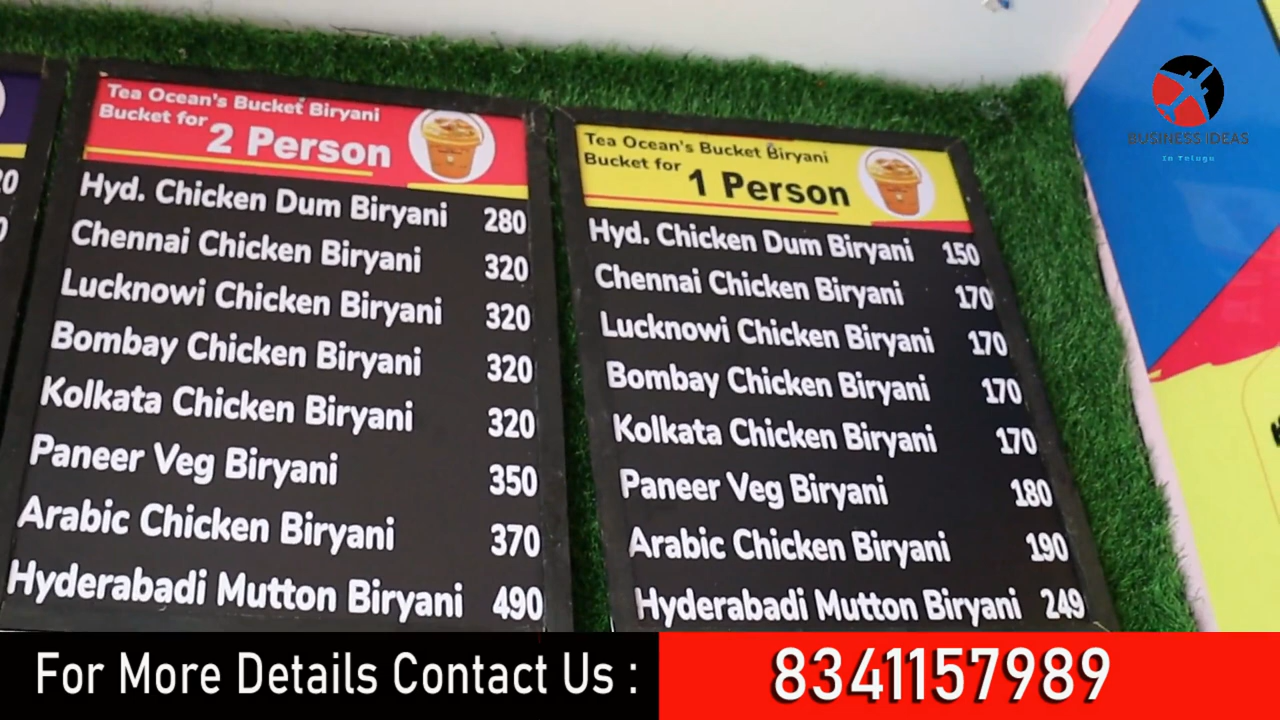 Tea Ocean's Bucket Biryani
Bucket for
2 Person
Hyd. Chicken Dum Biryani 280
Chennai Chicken Biryani 320
Lucknowi Chicken Biryani 320
Bombay Chicken Biryani 320
Kolkata Chicken Biryani 320
Paneer Veg Biryani 350
Arabic Chicken Biryani 370
Hyderabadi Mutton Biryani 490
Tea Ocean's Bucket Biryani
Bucket for
1 Person
Hyd. Chicken Dum Biryani 150
Chennai Chicken Biryani 170
Lucknowi Chicken Biryani 170
Bombay Chicken Biryani 170
Kolkata Chicken Biryani 170
Paneer Veg Biryani 180
Arabic Chicken Biryani 190
Hyderabadi Mutton Biryani 249
BUSINESS IDEAS
In Telugu
For More Details Contact Us : 8341157989